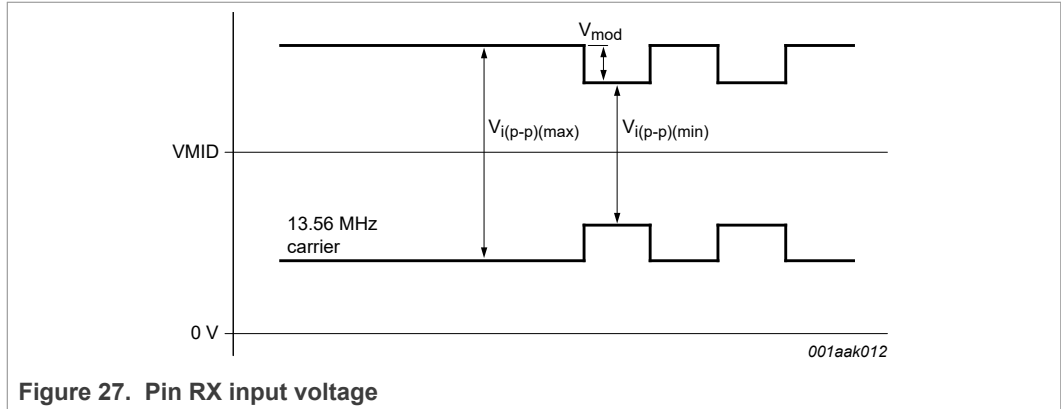 Vmod
Vi(p-p)(max)
Vi(p-p)(min)
VMID
13.56 MHz
carrier
0 V
001aak012
Figure 27. Pin RX input voltage